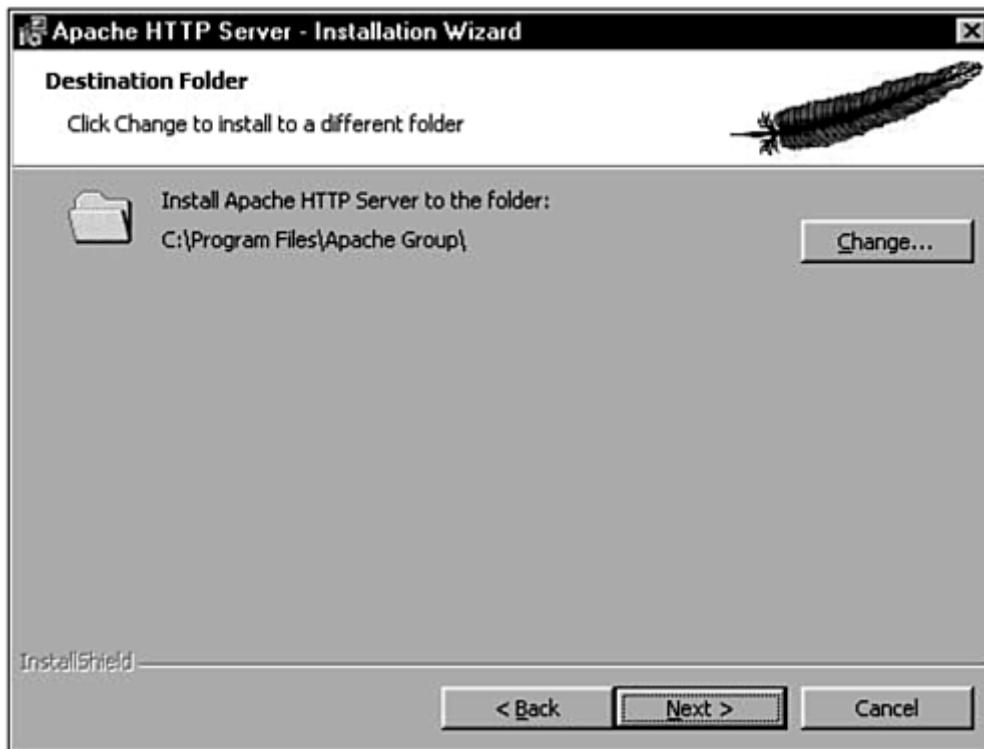 Apache HTTP Server - Installation Wizard
Destination Folder
Click Change to install to a different folder
Install Apache HTTP Server to the folder:
C:\Program Files\Apache Group\
Change...
InstallShield
< Back
Next >
Cancel